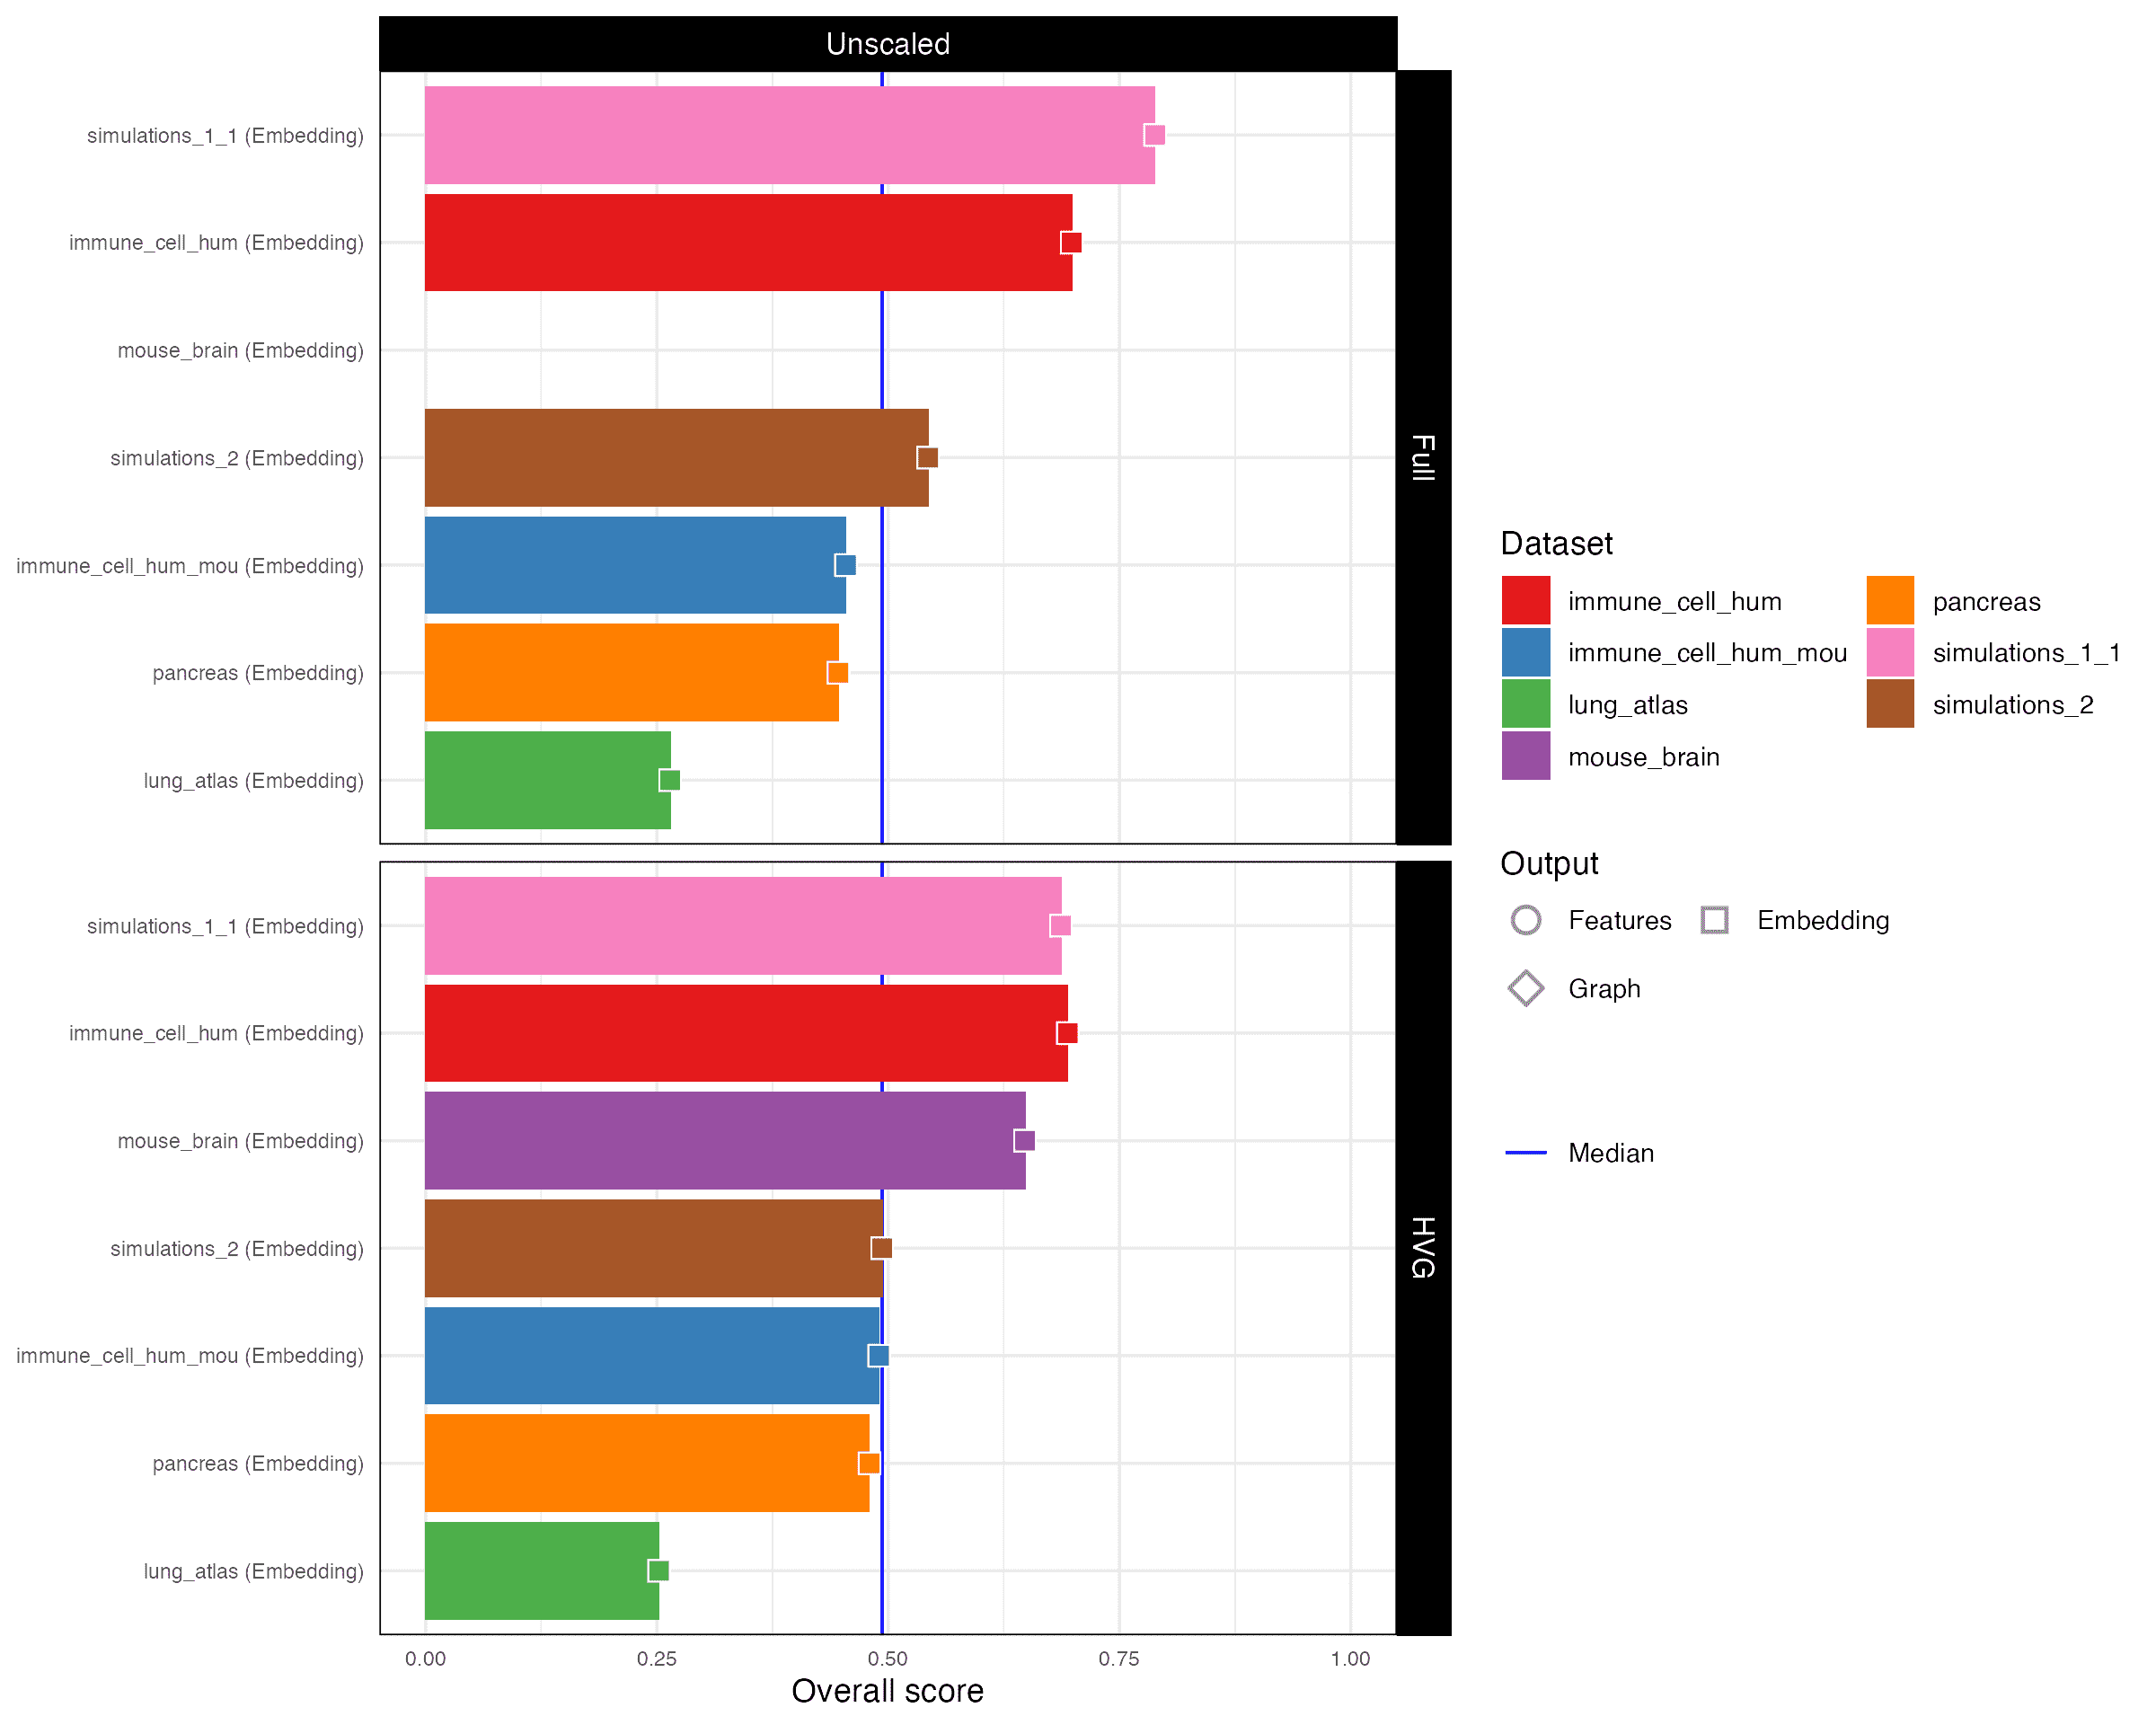 Unscaled
simulations_1_1 (Embedding)
immune_cell_hum (Embedding)
mouse_brain (Embedding)
simulations_2 (Embedding)
immune_cell_hum_mou (Embedding)
pancreas (Embedding)
lung_atlas (Embedding)
Full
simulations_1_1 (Embedding)
immune_cell_hum (Embedding)
mouse_brain (Embedding)
simulations_2 (Embedding)
immune_cell_hum_mou (Embedding)
pancreas (Embedding)
lung_atlas (Embedding)
HVG
0.00 0.25 0.50 0.75 1.00
Overall score
Dataset
immune_cell_hum pancreas
immune_cell_hum_mou simulations_1_1
lung_atlas simulations_2
mouse_brain
Output
Features Embedding
Graph
Median